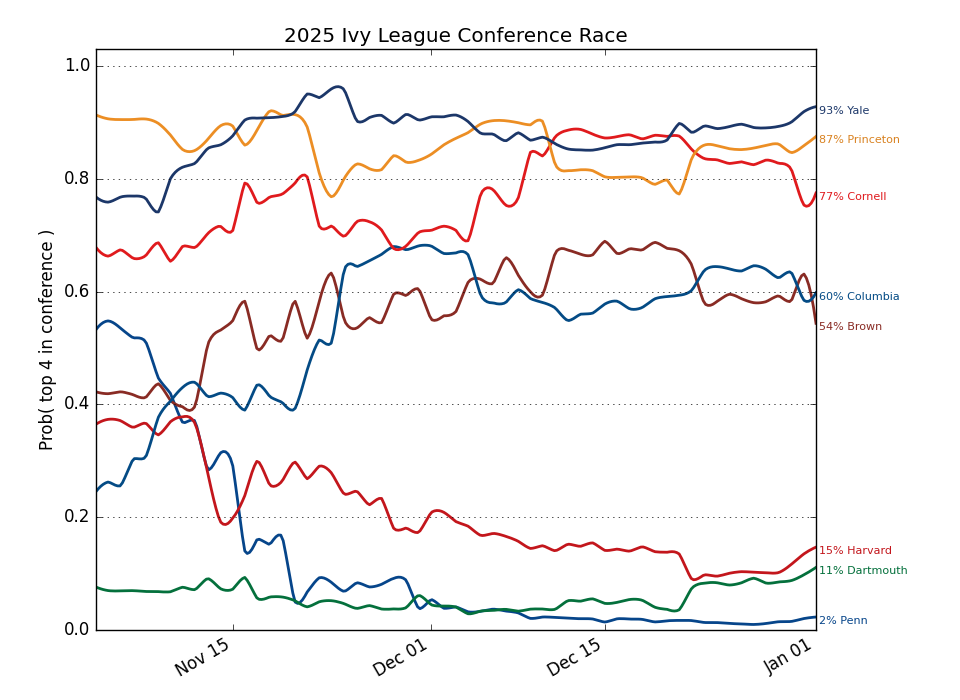 2025 Ivy League Conference Race
Prob( top 4 in conference )
1.0
0.8
0.6
0.4
0.2
0.0
Nov 15
Dec 01
Dec 15
Jan 01
93% Yale
87% Princeton
77% Cornell
60% Columbia
54% Brown
15% Harvard
11% Dartmouth
2% Penn